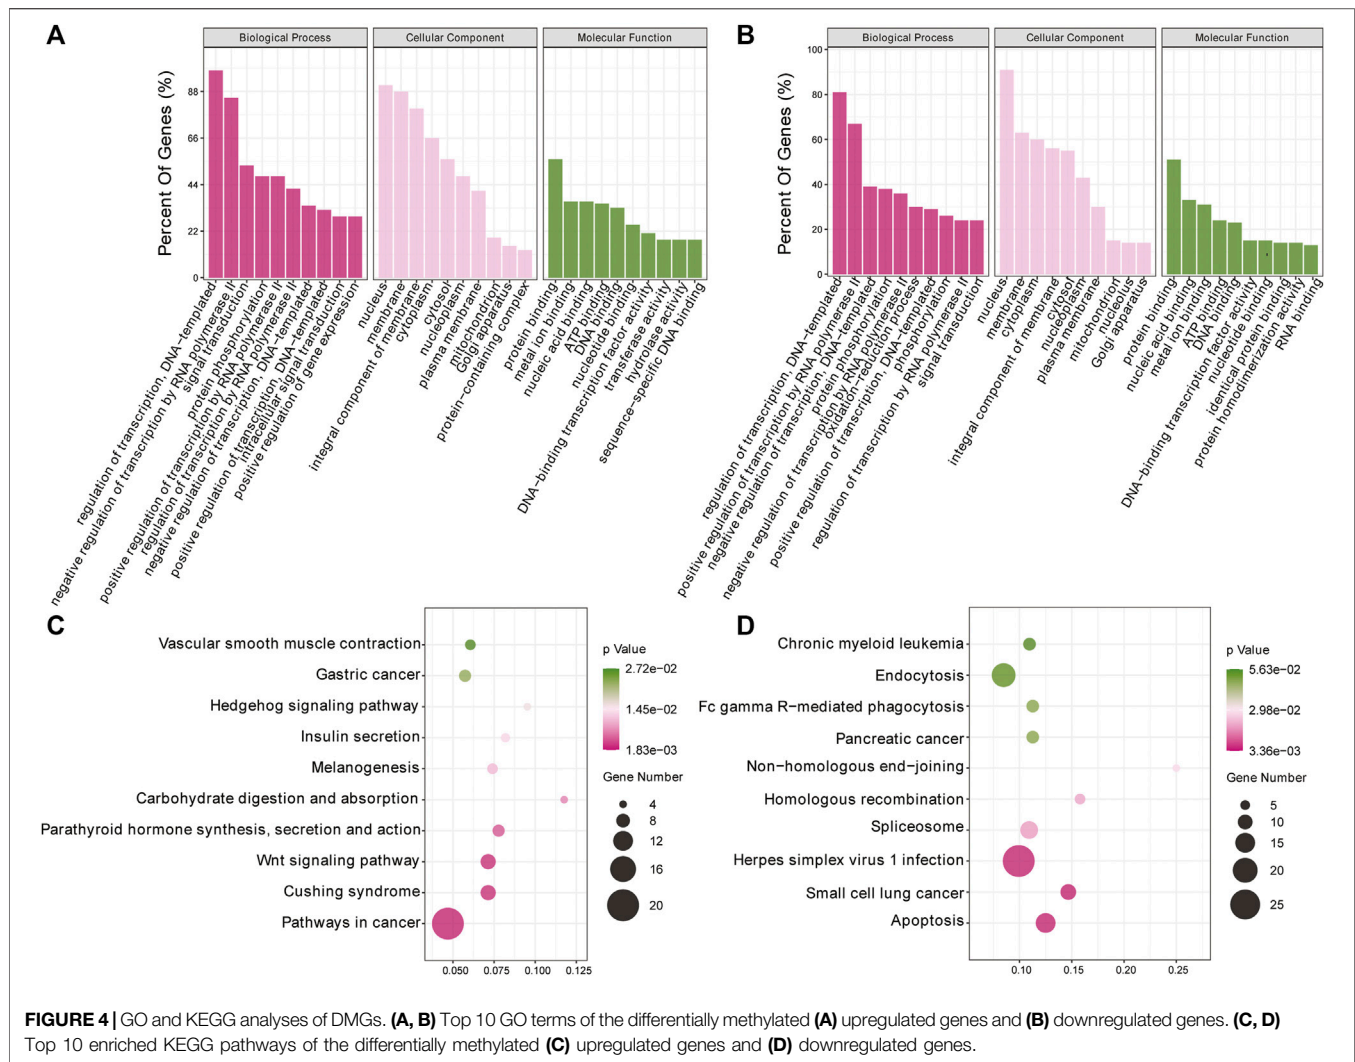 A
Biological Process
Cellular Component
Molecular Function
Percent Of Genes (%)
88
66
44
22
0
regulation of transcription, DNA−templated
negative regulation of transcription by RNA polymerase II
signal transduction
protein phosphorylation
positive regulation of transcription by RNA polymerase II
regulation of transcription by RNA polymerase II
negative regulation of transcription, DNA−templated
positive regulation of transcription, DNA−templated
intracellular signal transduction
positive regulation of gene expression
nucleus
membrane
integral component of membrane
cytoplasm
cytosol
nucleoplasm
plasma membrane
mitochondrion
Golgi apparatus
protein−containing complex
protein binding
metal ion binding
nucleic acid binding
ATP binding
DNA binding
nucleotide binding
DNA−binding transcription factor activity
transferase activity
hydrolase activity
sequence−specific DNA binding
B
Biological Process
Cellular Component
Molecular Function
Percent Of Genes (%)
100
80
60
40
20
0
regulation of transcription, DNA−templated
positive regulation of transcription by RNA polymerase II
negative regulation of transcription, DNA−templated
protein phosphorylation
negative regulation of transcription by RNA polymerase II
oxidation−reduction process
positive regulation of transcription, DNA−templated
phosphorylation
regulation of transcription by RNA polymerase II
signal transduction
nucleus
membrane
cytoplasm
integral component of membrane
cytosol
nucleoplasm
plasma membrane
mitochondrion
nucleolus
Golgi apparatus
protein binding
nucleic acid binding
metal ion binding
ATP binding
DNA binding
DNA−binding transcription factor activity
nucleotide binding
identical protein binding
protein homodimerization activity
RNA binding
C
Vascular smooth muscle contraction
Gastric cancer
Hedgehog signaling pathway
Insulin secretion
Melanogenesis
Carbohydrate digestion and absorption
Parathyroid hormone synthesis, secretion and action
Wnt signaling pathway
Cushing syndrome
Pathways in cancer
0.050 0.075 0.100 0.125
p Value
2.72e−02
1.45e−02
1.83e−03
Gene Number
4
8
12
16
20
D
Chronic myeloid leukemia
Endocytosis
Fc gamma R−mediated phagocytosis
Pancreatic cancer
Non−homologous end−joining
Homologous recombination
Spliceosome
Herpes simplex virus 1 infection
Small cell lung cancer
Apoptosis
0.10 0.15 0.20 0.25
p Value
5.63e−02
2.98e−02
3.36e−03
Gene Number
5
10
15
20
25
FIGURE 4 | GO and KEGG analyses of DMGs. (A, B) Top 10 GO terms of the differentially methylated (A) upregulated genes and (B) downregulated genes. (C, D)
Top 10 enriched KEGG pathways of the differentially methylated (C) upregulated genes and (D) downregulated genes.